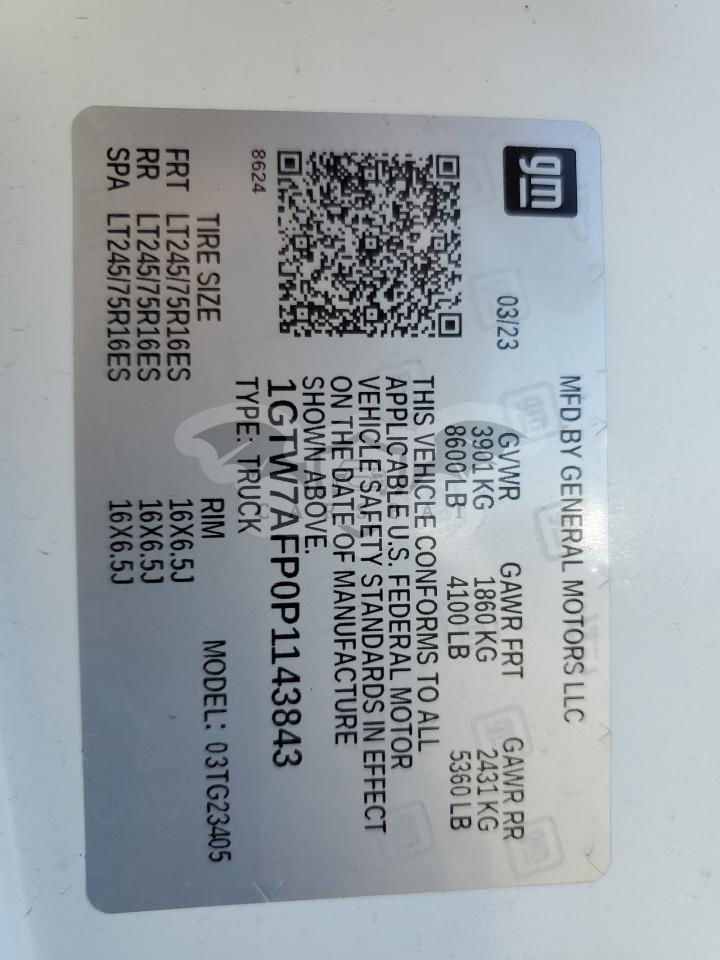 gm
MFD BY GENERAL MOTORS LLC
03/23
GVWR GAWR FRT GAWR RR
3901 KG 1860 KG 2431 KG
8600 LB 4100 LB 5360 LB
THIS VEHICLE CONFORMS TO ALL
APPLICABLE U.S. FEDERAL MOTOR
VEHICLE SAFETY STANDARDS IN EFFECT
ON THE DATE OF MANUFACTURE
SHOWN ABOVE.
1GTW7AFP0P1143843
8624
TYPE: TRUCK
TIRE SIZE RIM MODEL: 03TG23405
FRT LT245/75R16ES 16X6.5J
RR LT245/75R16ES 16X6.5J
SPA LT245/75R16ES 16X6.5J